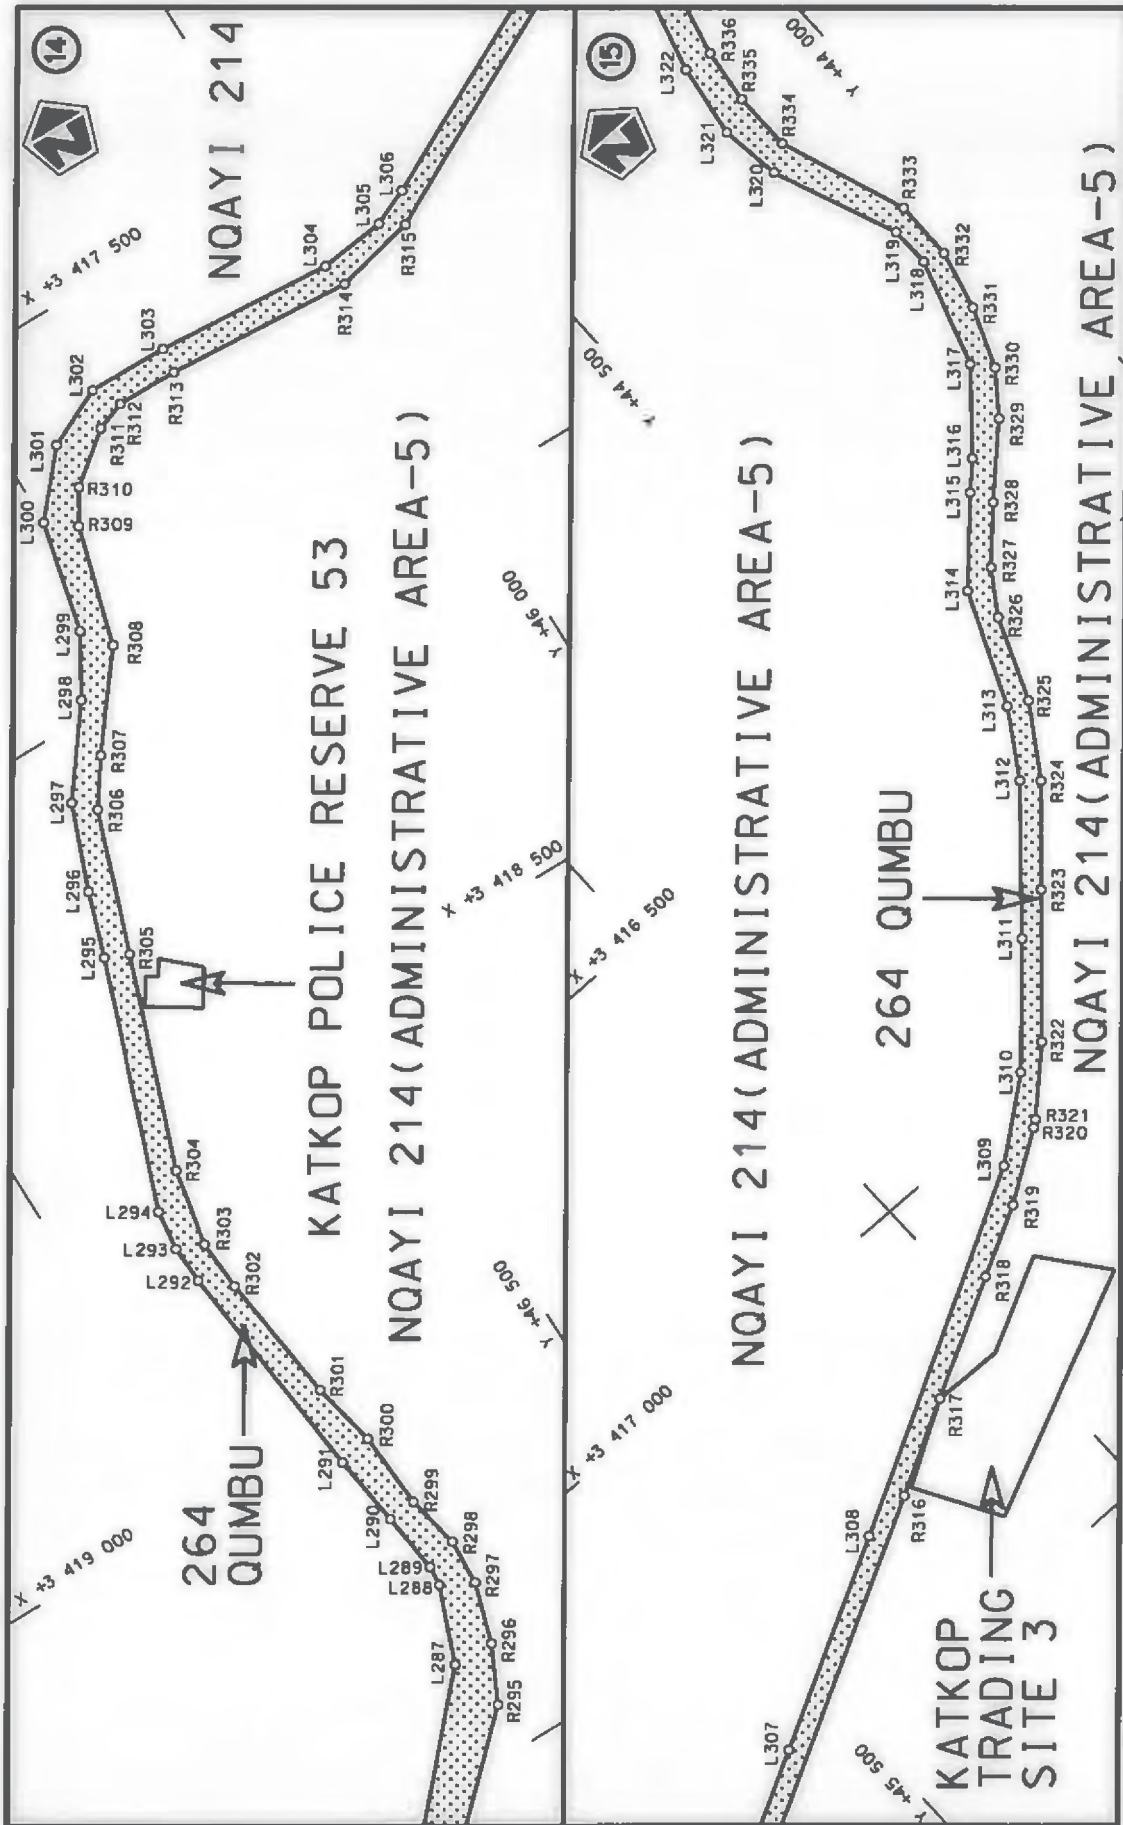 14
NQAYI 214
X +3 417 500
L300
L301
L302
L303
L304
L305
L306
R315
R314
R313
R312
R311
R310
R309
L299
R308
L298
R307
L297
R306
L296
L295
R305
KATKOP POLICE RESERVE 53
NQAYI 214(ADMINISTRATIVE AREA-5)
Y +46 000
X +3 418 500
R304
L294
L293
R303
L292
R302
Y +46 500
264
QUMBU
R301
R300
L291
R299
L290
R298
L289
L288
R297
R296
L287
R295
X +3 419 000
15
Y +44 000
L322
R336
R335
L321
R334
L320
R333
L319
R332
L318
R331
Y +44 500
L317
R330
R329
L316
L315
R328
R327
L314
R326
L313
R325
L312
R324
R323
264 QUMBU
L311
R322
L310
R321
R320
L309
R319
R318
NQAYI 214(ADMINISTRATIVE AREA-5)
NQAYI 214(ADMINISTRATIVE AREA-5)
X +3 416 500
X +3 417 000
R317
R316
L308
L307
KATKOP
TRADING
SITE 3
Y +45 500